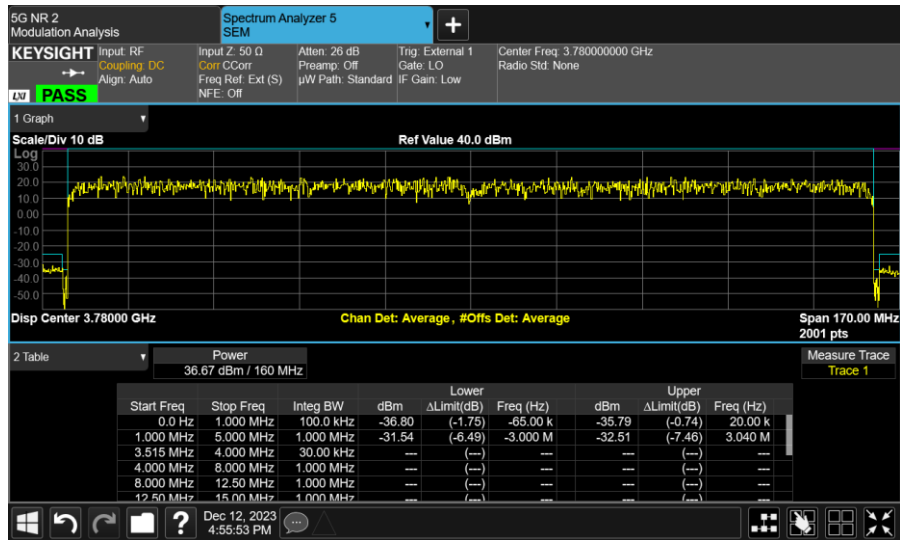 5G NR 2
Modulation Analysis
Spectrum Analyzer 5
SEM
KEYSIGHT
LXI
PASS
Input: RF
Coupling: DC
Align: Auto
Input Z: 50 Ω
Corr CCorr
Freq Ref: Ext (S)
NFE: Off
Atten: 26 dB
Preamp: Off
µW Path: Standard
Trig: External 1
Gate: LO
IF Gain: Low
Center Freq: 3.780000000 GHz
Radio Std: None
1 Graph
Scale/Div 10 dB Ref Value 40.0 dBm
Log
30.0
20.0
10.0
0.00
-10.0
-20.0
-30.0
-40.0
-50.0
Disp Center 3.78000 GHz Chan Det: Average, #Offs Det: Average Span 170.00 MHz
2001 pts
2 Table Power Measure Trace
36.67 dBm / 160 MHz Trace 1
Lower Upper
Start Freq Stop Freq Integ BW dBm ΔLimit(dB) Freq (Hz) dBm ΔLimit(dB) Freq (Hz)
0.0 Hz 1.000 MHz 100.0 kHz -36.80 (-1.75) -65.00 k -35.79 (-0.74) 20.00 k
1.000 MHz 5.000 MHz 1.000 MHz -31.54 (-6.49) -3.000 M -32.51 (-7.46) 3.040 M
3.515 MHz 4.000 MHz 30.00 kHz --- (---) --- --- (---) ---
4.000 MHz 8.000 MHz 1.000 MHz --- (---) --- --- (---) ---
8.000 MHz 12.50 MHz 1.000 MHz --- (---) --- --- (---) ---
12.50 MHz 15.00 MHz 1.000 MHz --- (---) --- --- (---) ---
Dec 12, 2023
4:55:53 PM